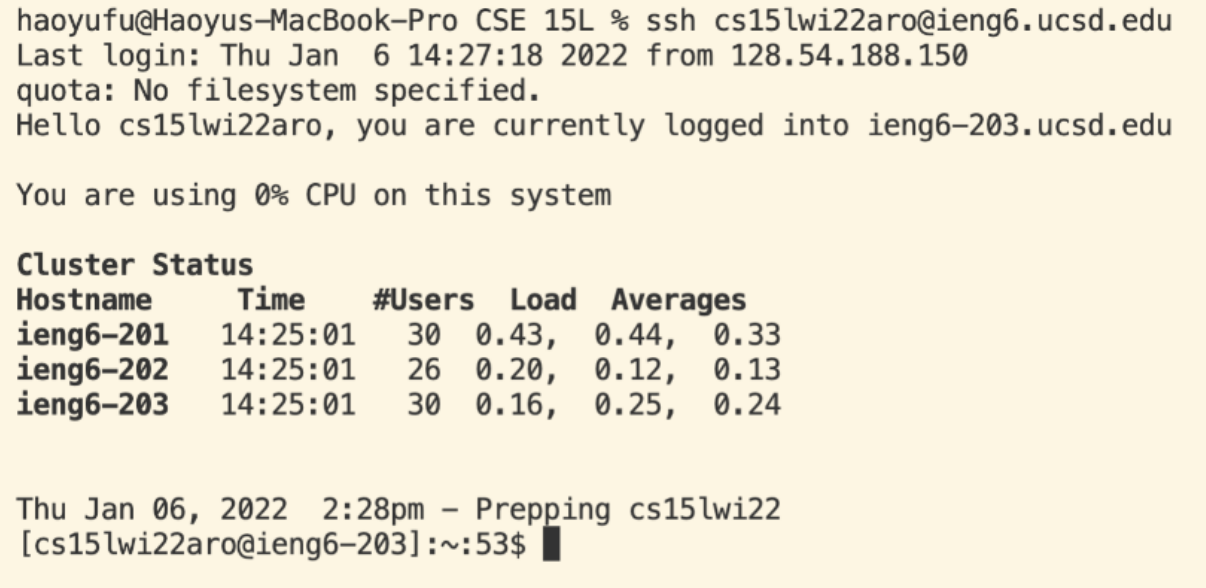 haoyufu@Haoyus-MacBook-Pro CSE 15L % ssh cs15lwi22aro@ieng6.ucsd.edu
Last login: Thu Jan  6 14:27:18 2022 from 128.54.188.150
quota: No filesystem specified.
Hello cs15lwi22aro, you are currently logged into ieng6-203.ucsd.edu
You are using 0% CPU on this system
Cluster Status
Hostname     Time    #Users  Load  Averages
ieng6-201   14:25:01   30  0.43,  0.44,  0.33
ieng6-202   14:25:01   26  0.20,  0.12,  0.13
ieng6-203   14:25:01   30  0.16,  0.25,  0.24
Thu Jan 06, 2022  2:28pm - Prepping cs15lwi22
[cs15lwi22aro@ieng6-203]:~:53$